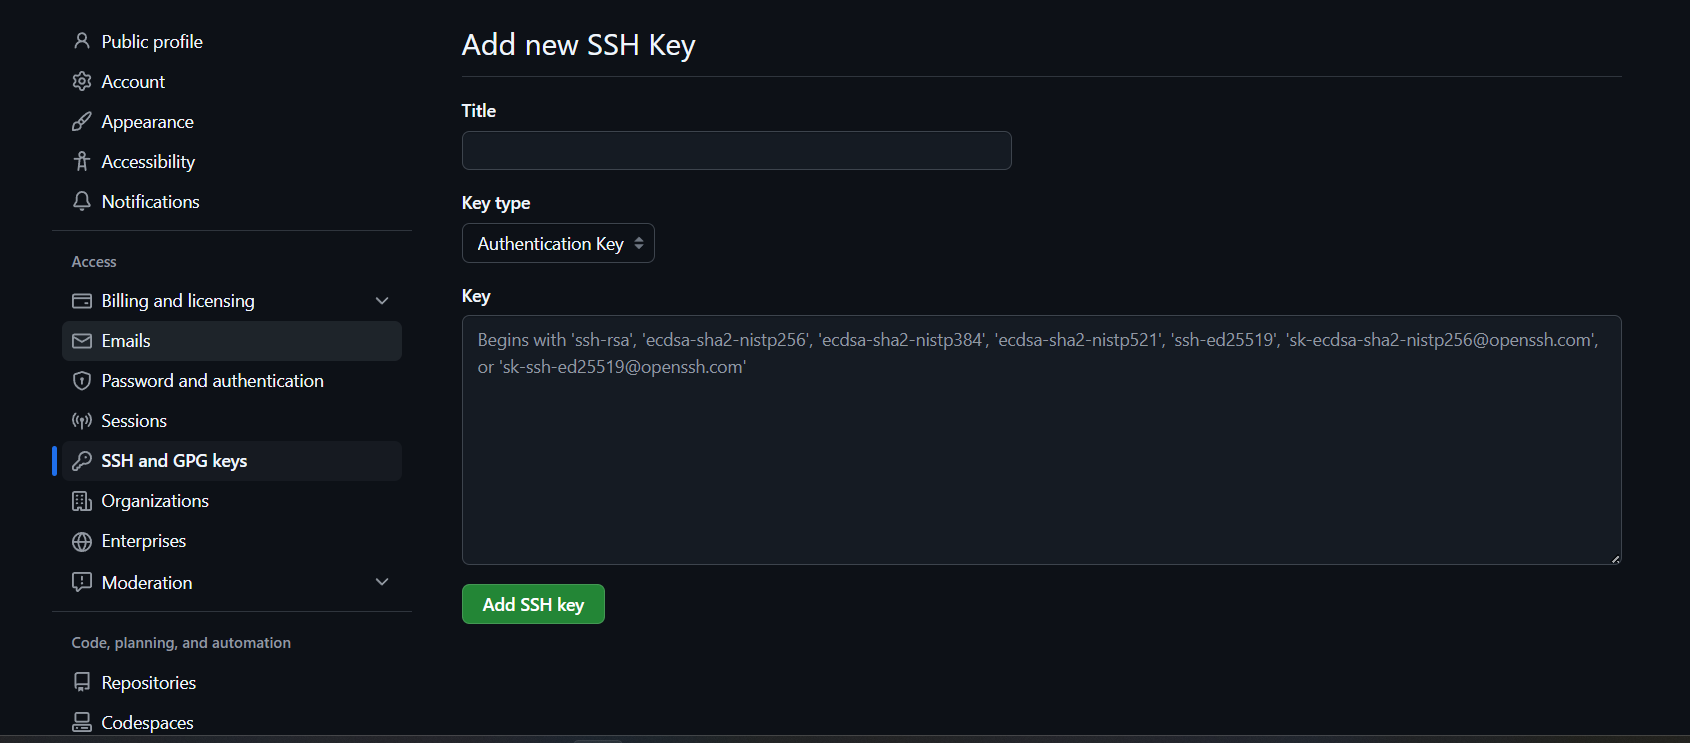 Public profile
Account
Appearance
Accessibility
Notifications
Access
Billing and licensing
Emails
Password and authentication
Sessions
SSH and GPG keys
Organizations
Enterprises
Moderation
Code, planning, and automation
Repositories
Codespaces
Add new SSH Key
Title
Key type
Authentication Key
Key
Begins with 'ssh-rsa', 'ecdsa-sha2-nistp256', 'ecdsa-sha2-nistp384', 'ecdsa-sha2-nistp521', 'ssh-ed25519', 'sk-ecdsa-sha2-nistp256@openssh.com',
or 'sk-ssh-ed25519@openssh.com'
Add SSH key